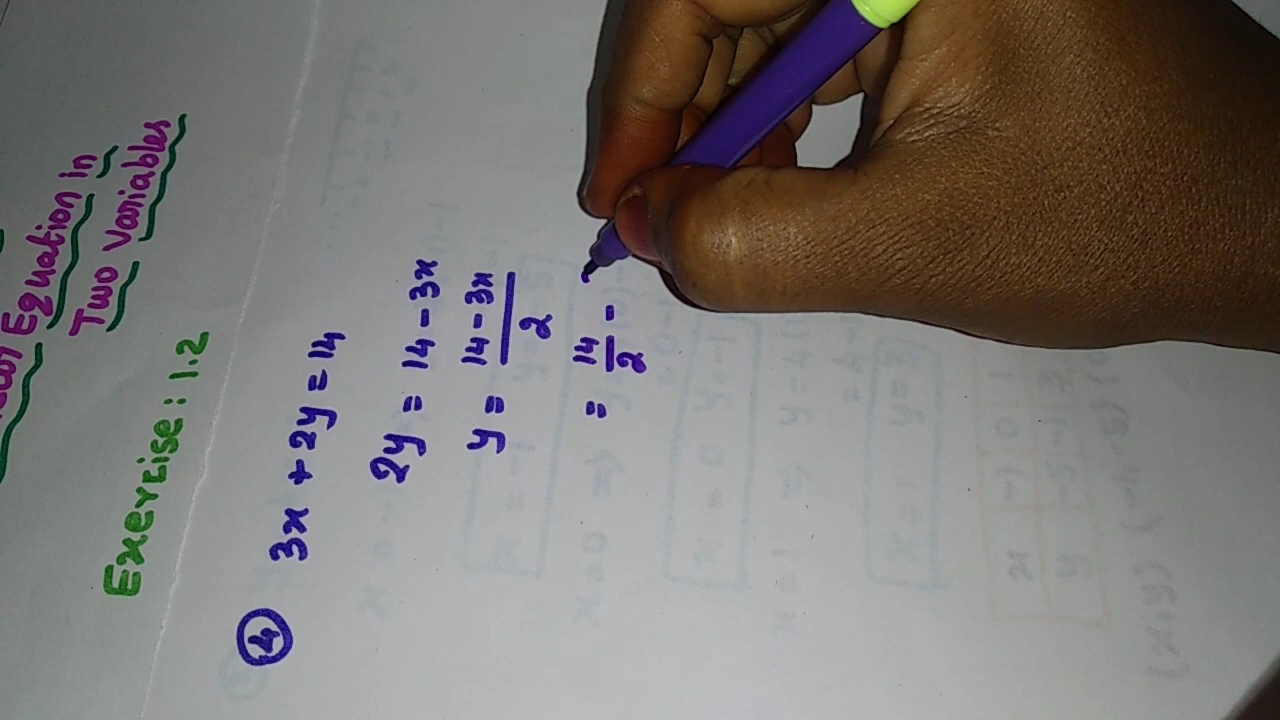 Equation in
Two Variables
Exercise: 1.2
4 3x + 2y = 14
2y = 14 - 3x
y = 14 - 3x / 2
= 14 / 2 -